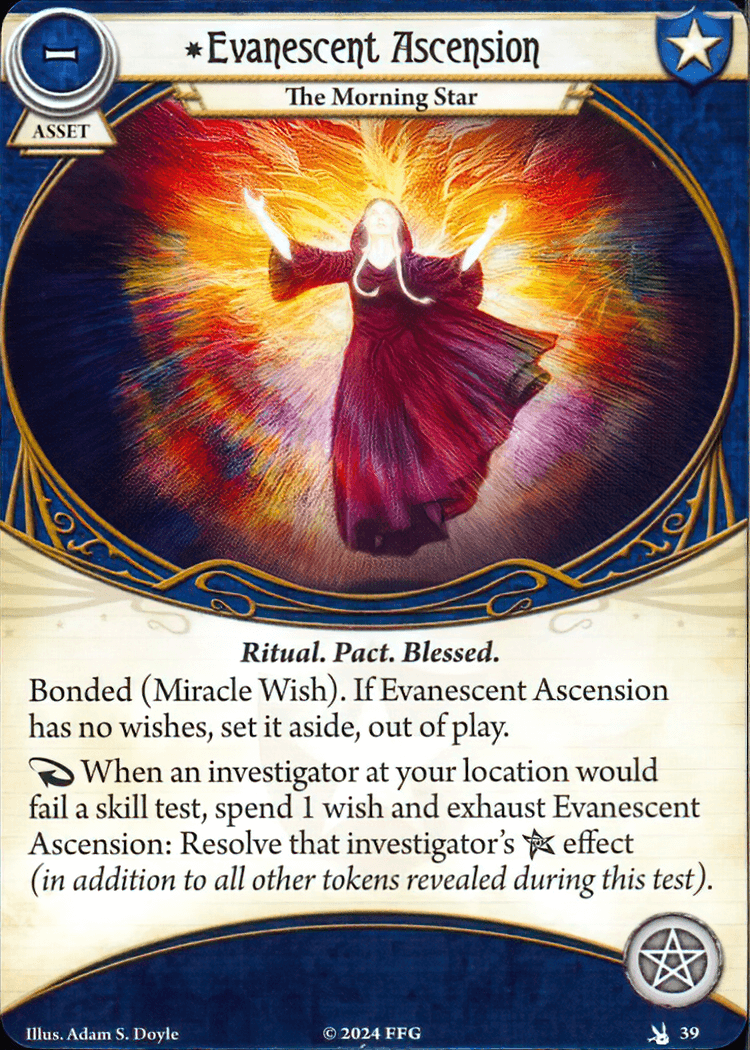 –
ASSET
*Evanescent Ascension
The Morning Star
Ritual. Pact. Blessed.
Bonded (Miracle Wish). If Evanescent Ascension
has no wishes, set it aside, out of play.
When an investigator at your location would
fail a skill test, spend 1 wish and exhaust Evanescent
Ascension: Resolve that investigator's effect
(in addition to all other tokens revealed during this test).
Illus. Adam S. Doyle
© 2024 FFG
39